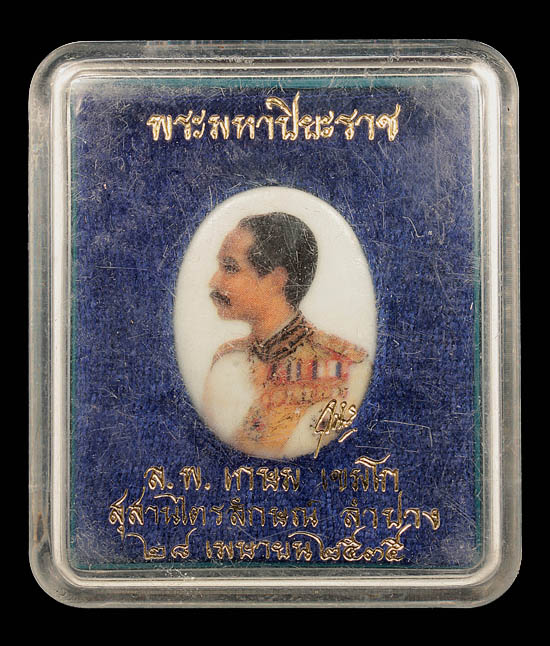 พระมหาปิยะราช
ล.พ. เกษม เขมโก
สุสานไตรลักษณ์ ลำปาง
๒๘ เมษายน ๒๕๓๕